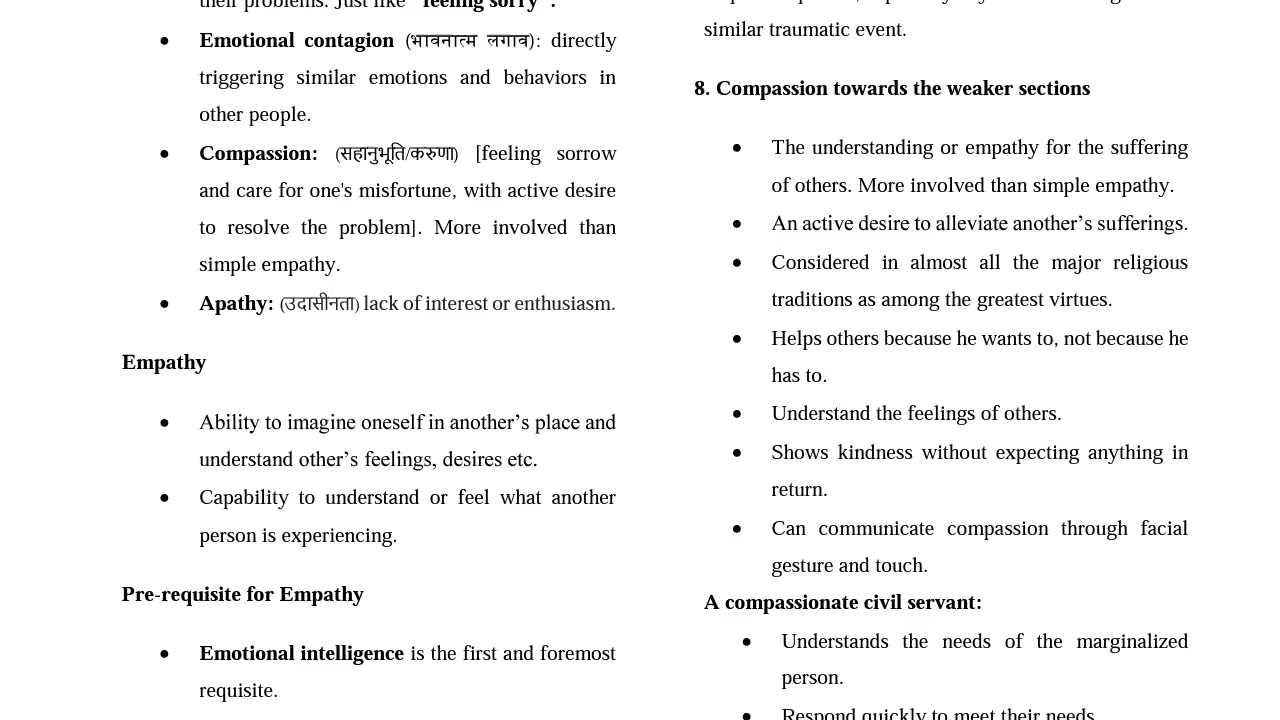 their problems. Just like "feeling sorry".
• Emotional contagion (भावनात्म लगाव): directly
triggering similar emotions and behaviors in
other people.
• Compassion: (सहानुभूति/करुणा) [feeling sorrow
and care for one's misfortune, with active desire
to resolve the problem]. More involved than
simple empathy.
• Apathy: (उदासीनता) lack of interest or enthusiasm.
Empathy
• Ability to imagine oneself in another’s place and
understand other’s feelings, desires etc.
• Capability to understand or feel what another
person is experiencing.
Pre-requisite for Empathy
• Emotional intelligence is the first and foremost
requisite.
similar traumatic event.
8. Compassion towards the weaker sections
• The understanding or empathy for the suffering
of others. More involved than simple empathy.
• An active desire to alleviate another’s sufferings.
• Considered in almost all the major religious
traditions as among the greatest virtues.
• Helps others because he wants to, not because he
has to.
• Understand the feelings of others.
• Shows kindness without expecting anything in
return.
• Can communicate compassion through facial
gesture and touch.
A compassionate civil servant:
• Understands the needs of the marginalized
person.
• Respond quickly to meet their needs